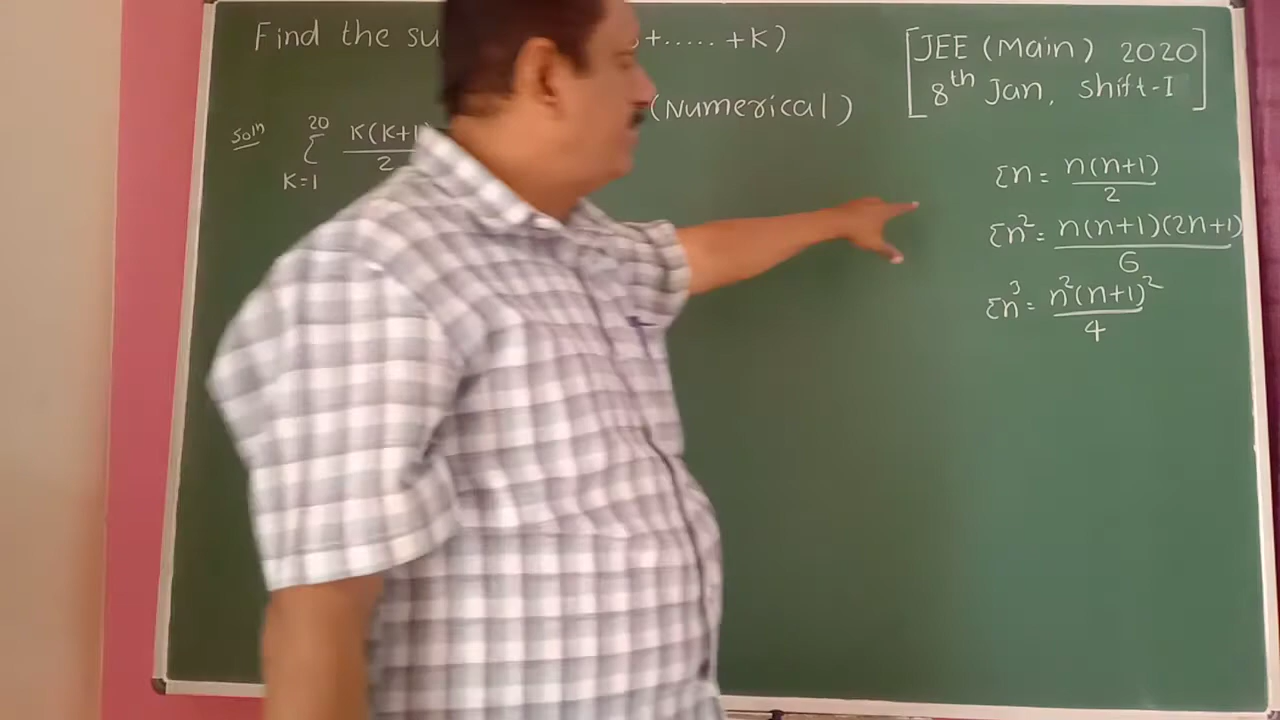 Find the su +..... +K)
[JEE (Main) 2020
8th Jan, shift-I]
(Numerical)
Soln 20 Σ K=1 K(K+1) / 2
Σn = n(n+1) / 2
Σn² = n(n+1)(2n+1) / 6
Σn³ = n²(n+1)² / 4